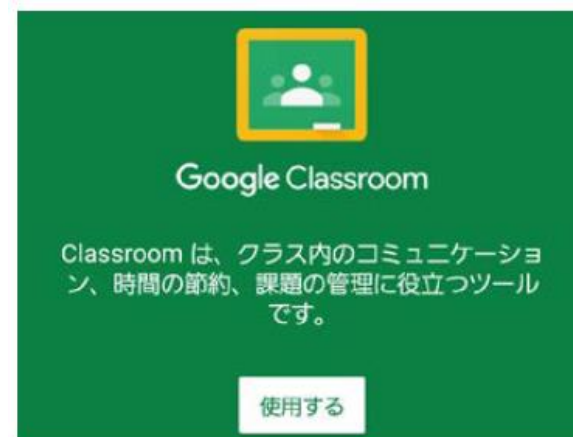 Google Classroom
Classroom は、クラス内のコミュニケーショ
ン、時間の節約、課題の管理に役立つツール
です。
使用する